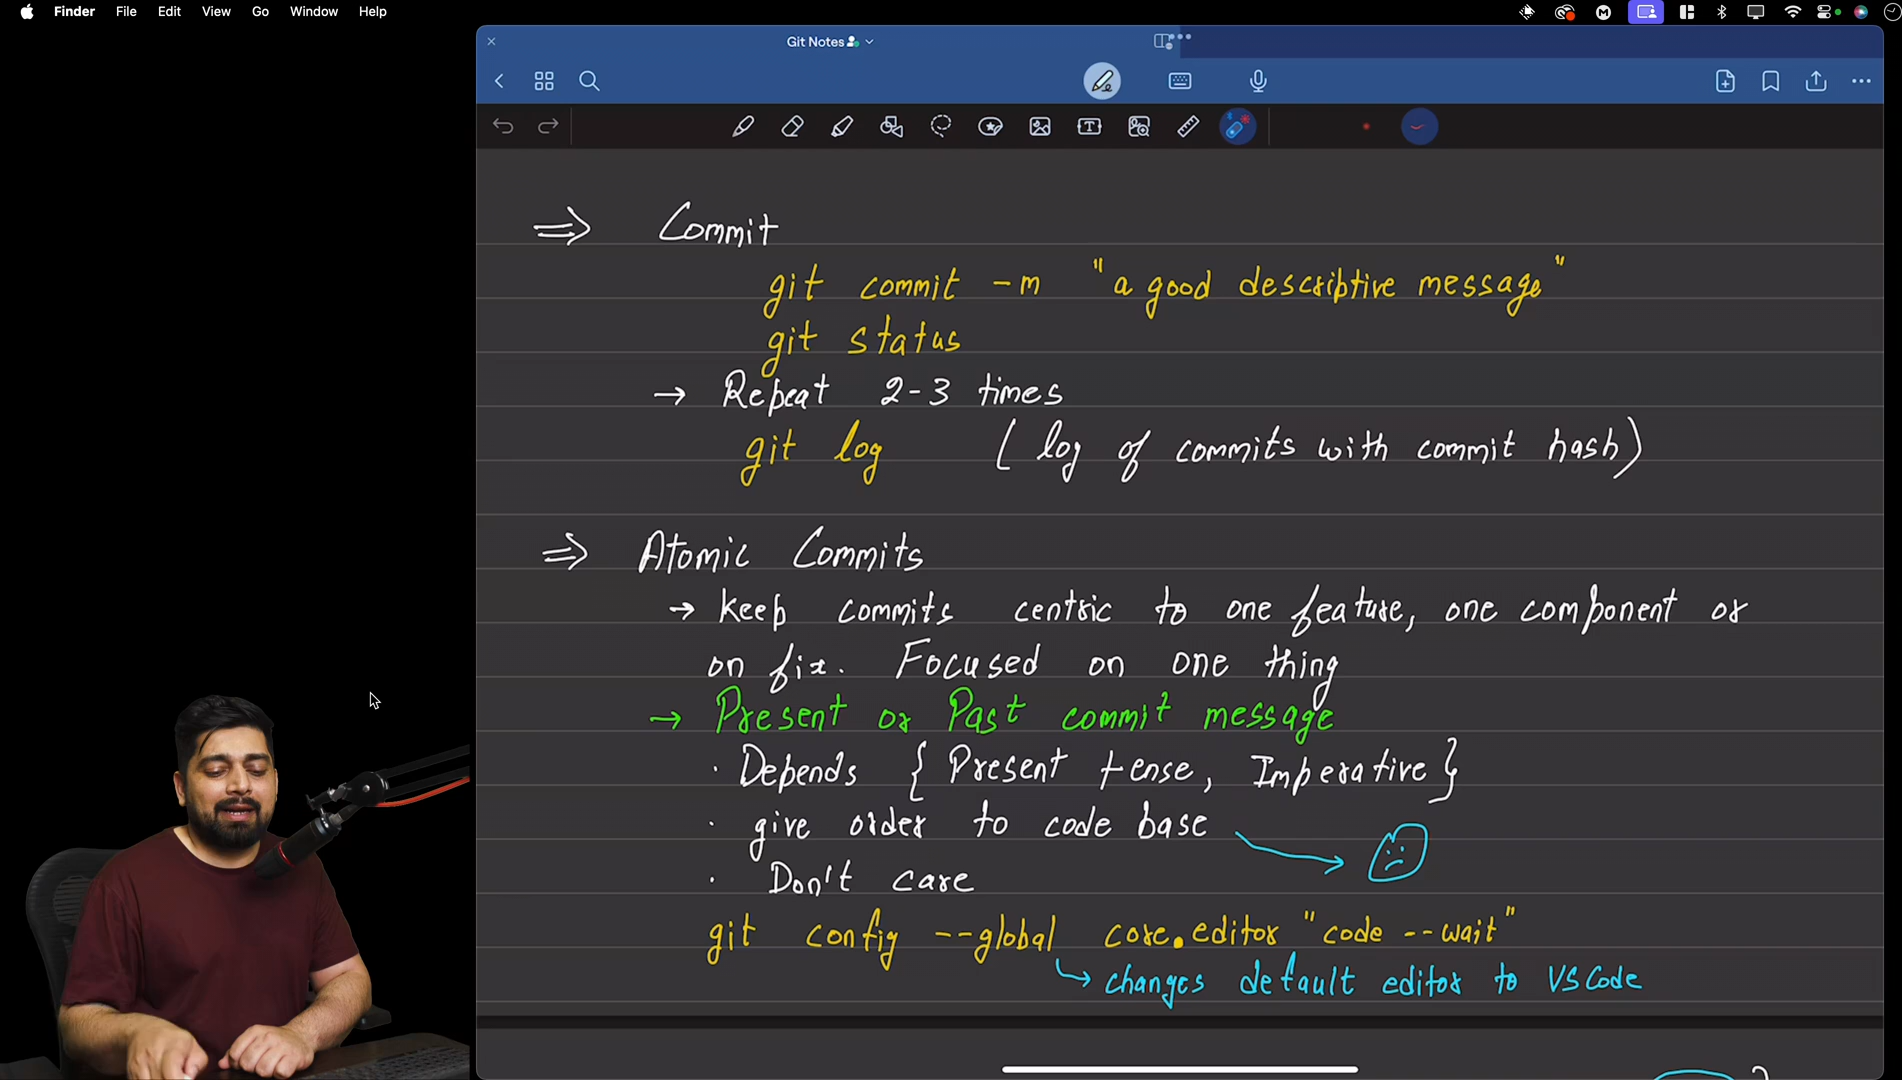 Finder File Edit View Go Window Help
Git Notes
⇒ Commit
git commit -m "a good descriptive message"
git status
→ Repeat 2-3 times
git log (log of commits with commit hash)
⇒ Atomic Commits
→ keep commits centric to one feature, one component or
on fix. Focused on one thing
→ Present or Past commit message
· Depends {Present tense, Imperative}
· give order to code base
· Don't care
git config --global core.editor "code --wait"
↳ changes default editor to VSCode